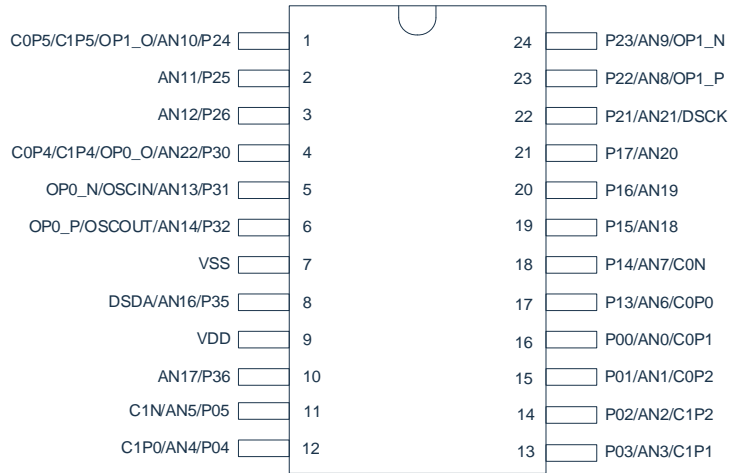 C0P5/C1P5/OP1_O/AN10/P24 1 24 P23/AN9/OP1_N
AN11/P25 2 23 P22/AN8/OP1_P
AN12/P26 3 22 P21/AN21/DSCK
C0P4/C1P4/OP0_O/AN22/P30 4 21 P17/AN20
OP0_N/OSCIN/AN13/P31 5 20 P16/AN19
OP0_P/OSCOUT/AN14/P32 6 19 P15/AN18
VSS 7 18 P14/AN7/C0N
DSDA/AN16/P35 8 17 P13/AN6/C0P0
VDD 9 16 P00/AN0/C0P1
AN17/P36 10 15 P01/AN1/C0P2
C1N/AN5/P05 11 14 P02/AN2/C1P2
C1P0/AN4/P04 12 13 P03/AN3/C1P1